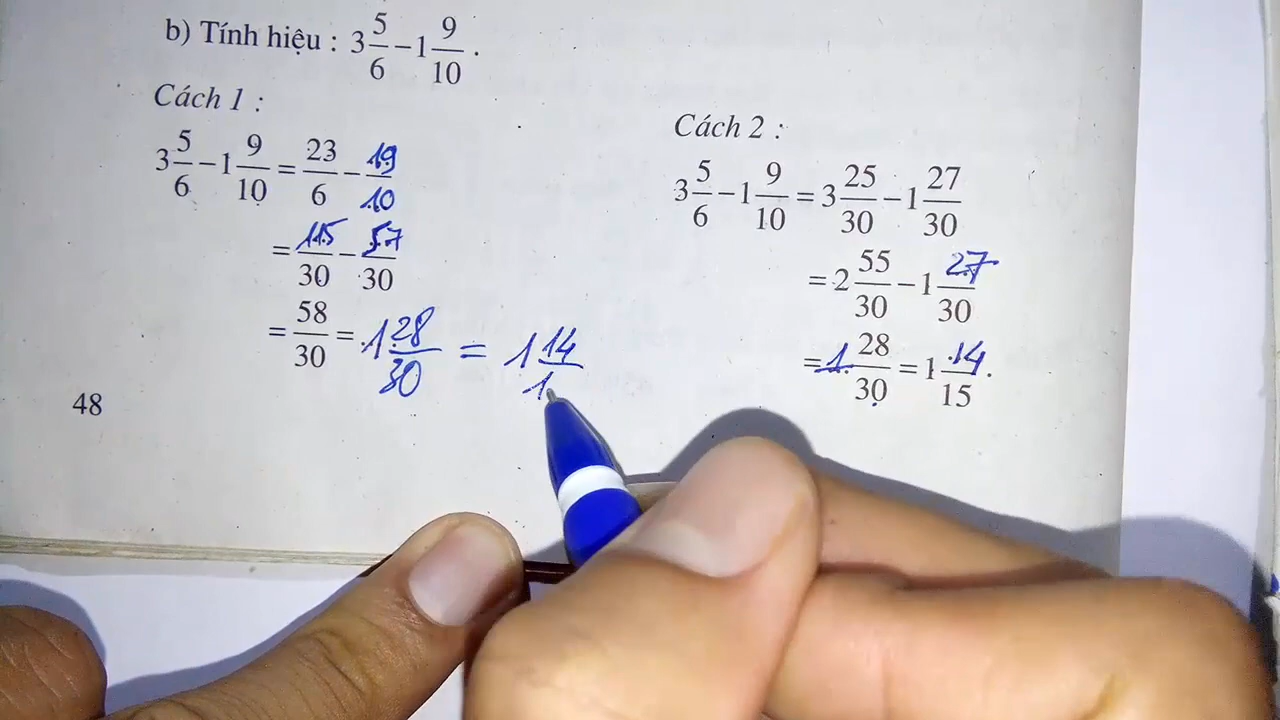 b) Tính hiệu : 3 5/6 − 1 9/10 .
Cách 1 :
3 5/6 − 1 9/10 = 23/6 − 19/10
= 115/30 − 57/30
= 58/30 = 1 28/30 = 1 14/1
Cách 2 :
3 5/6 − 1 9/10 = 3 25/30 − 1 27/30
= 2 55/30 − 1 27/30
= 1 28/30 = 1 14/15 .
48